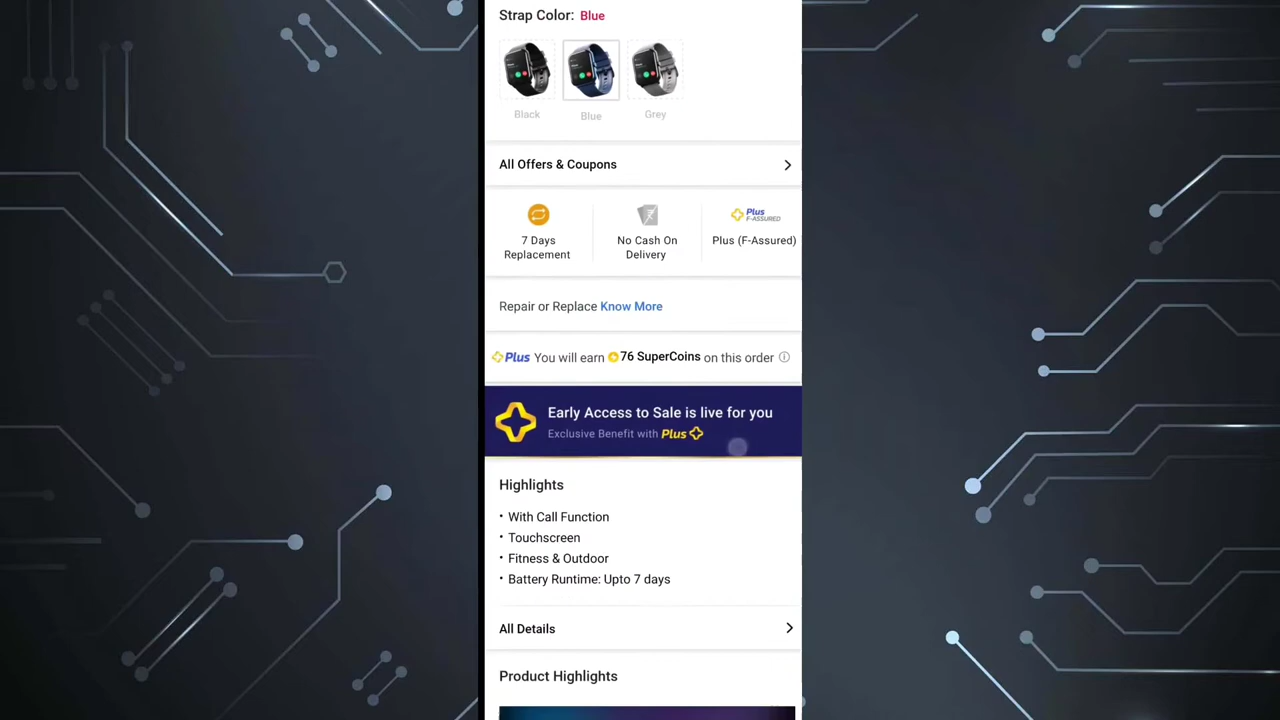 Strap Color: Blue
Black
Blue
Grey
All Offers & Coupons
7 Days
Replacement
No Cash On
Delivery
Plus
F-ASSURED
Plus (F-Assured)
Repair or Replace Know More
Plus You will earn 76 SuperCoins on this order
Early Access to Sale is live for you
Exclusive Benefit with Plus
Highlights
• With Call Function
• Touchscreen
• Fitness & Outdoor
• Battery Runtime: Upto 7 days
All Details
Product Highlights